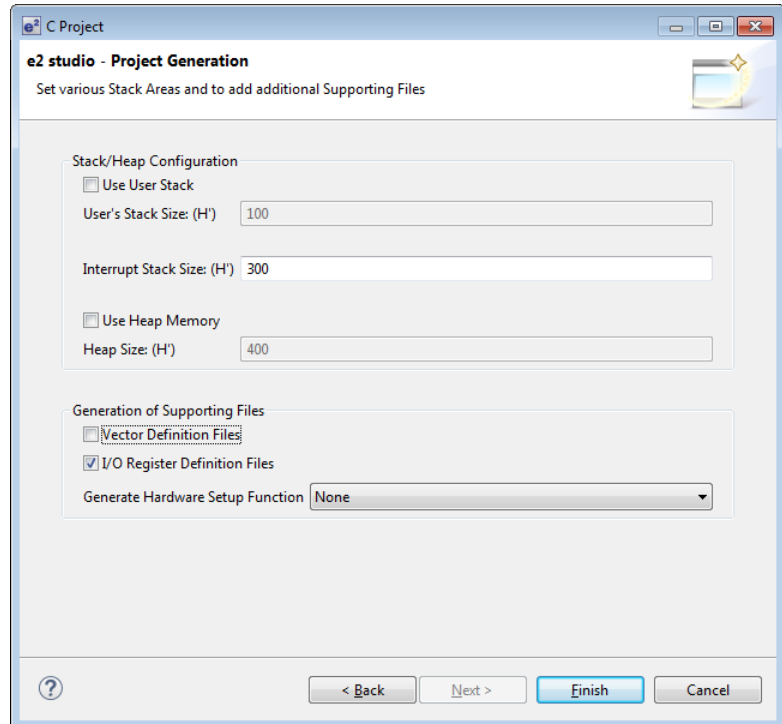 e² C Project
e2 studio - Project Generation
Set various Stack Areas and to add additional Supporting Files
Stack/Heap Configuration
Use User Stack
User's Stack Size: (H') 100
Interrupt Stack Size: (H') 300
Use Heap Memory
Heap Size: (H') 400
Generation of Supporting Files
Vector Definition Files
I/O Register Definition Files
Generate Hardware Setup Function None
? < Back Next > Finish Cancel